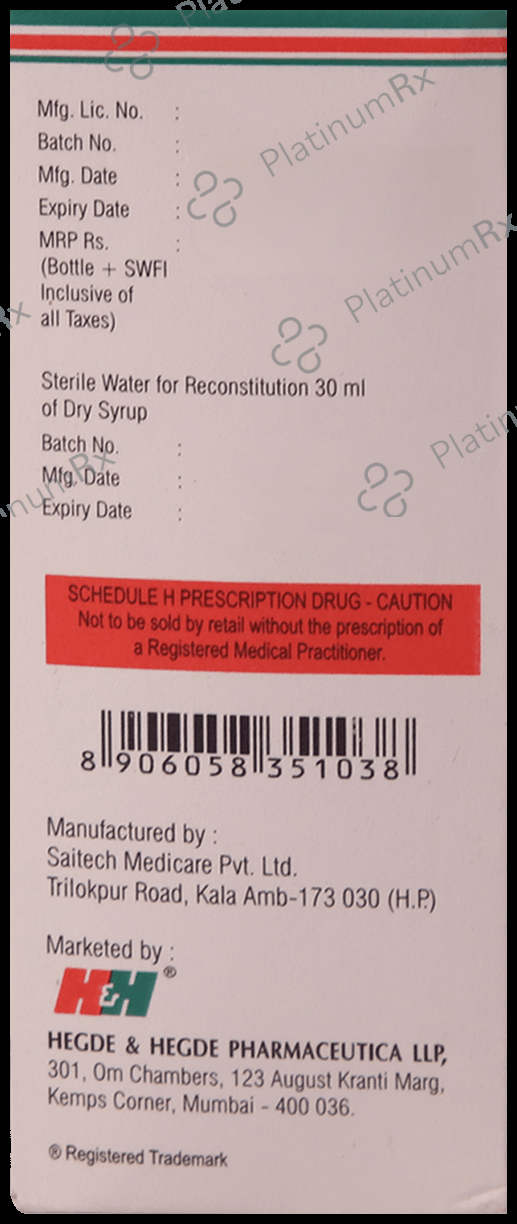 Mfg. Lic. No. :
Batch No. :
Mfg. Date :
Expiry Date :
MRP Rs. :
(Bottle + SWFI
Inclusive of
all Taxes)
Sterile Water for Reconstitution 30 ml
of Dry Syrup
Batch No. :
Mfg. Date :
Expiry Date :
SCHEDULE H PRESCRIPTION DRUG - CAUTION
Not to be sold by retail without the prescription of
a Registered Medical Practitioner.
8 906058 351038
Manufactured by :
Saitech Medicare Pvt. Ltd.
Trilokpur Road, Kala Amb-173 030 (H.P.)
Marketed by :
H&H®
HEGDE & HEGDE PHARMACEUTICA LLP,
301, Om Chambers, 123 August Kranti Marg,
Kemps Corner, Mumbai - 400 036.
® Registered Trademark
PlatinumRx
PlatinumRx